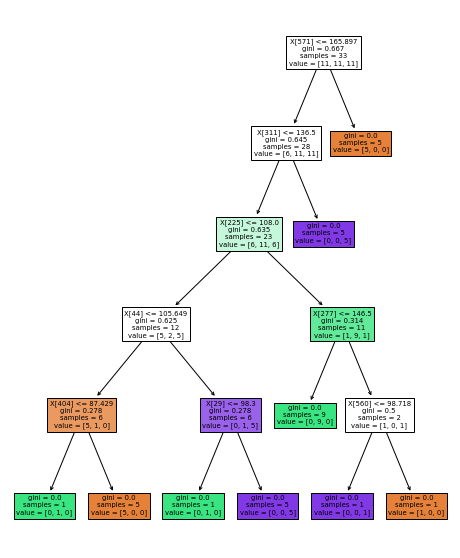 X[571] <= 165.897
gini = 0.667
samples = 33
value = [11, 11, 11]
X[311] <= 136.5
gini = 0.645
samples = 28
value = [6, 11, 11]
gini = 0.0
samples = 5
value = [5, 0, 0]
X[225] <= 108.0
gini = 0.635
samples = 23
value = [6, 11, 6]
gini = 0.0
samples = 5
value = [0, 0, 5]
X[44] <= 105.649
gini = 0.625
samples = 12
value = [5, 2, 5]
X[277] <= 146.5
gini = 0.314
samples = 11
value = [1, 9, 1]
X[404] <= 87.429
gini = 0.278
samples = 6
value = [5, 1, 0]
X[29] <= 98.3
gini = 0.278
samples = 6
value = [0, 1, 5]
gini = 0.0
samples = 9
value = [0, 9, 0]
X[560] <= 98.718
gini = 0.5
samples = 2
value = [1, 0, 1]
gini = 0.0
samples = 1
value = [0, 1, 0]
gini = 0.0
samples = 5
value = [5, 0, 0]
gini = 0.0
samples = 1
value = [0, 1, 0]
gini = 0.0
samples = 5
value = [0, 0, 5]
gini = 0.0
samples = 1
value = [0, 0, 1]
gini = 0.0
samples = 1
value = [1, 0, 0]